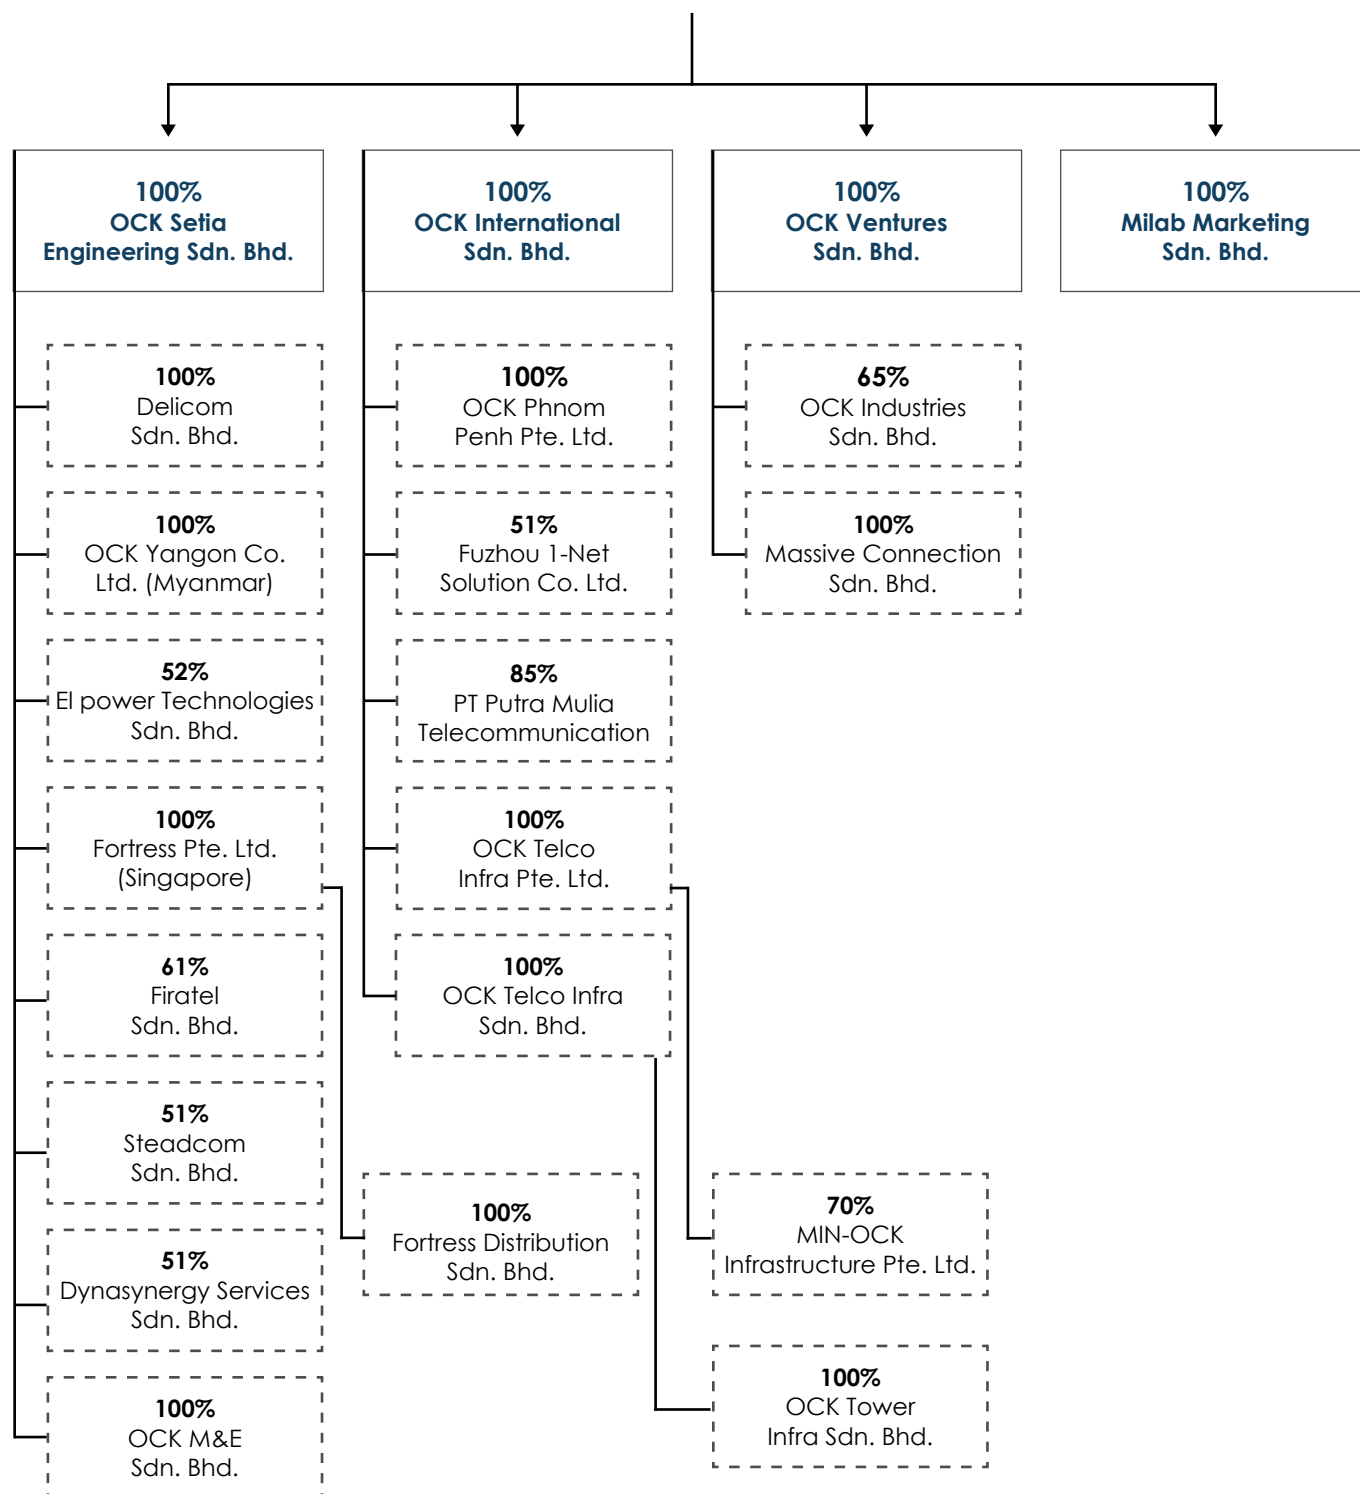 100%
OCK Setia
Engineering Sdn. Bhd.
100%
OCK International
Sdn. Bhd.
100%
OCK Ventures
Sdn. Bhd.
100%
Milab Marketing
Sdn. Bhd.
100%
Delicom
Sdn. Bhd.
100%
OCK Yangon Co.
Ltd. (Myanmar)
52%
El power Technologies
Sdn. Bhd.
100%
Fortress Pte. Ltd.
(Singapore)
61%
Firatel
Sdn. Bhd.
51%
Steadcom
Sdn. Bhd.
51%
Dynasynergy Services
Sdn. Bhd.
100%
OCK M&E
Sdn. Bhd.
100%
OCK Phnom
Penh Pte. Ltd.
51%
Fuzhou 1-Net
Solution Co. Ltd.
85%
PT Putra Mulia
Telecommunication
100%
OCK Telco
Infra Pte. Ltd.
100%
OCK Telco Infra
Sdn. Bhd.
100%
Fortress Distribution
Sdn. Bhd.
65%
OCK Industries
Sdn. Bhd.
100%
Massive Connection
Sdn. Bhd.
70%
MIN-OCK
Infrastructure Pte. Ltd.
100%
OCK Tower
Infra Sdn. Bhd.